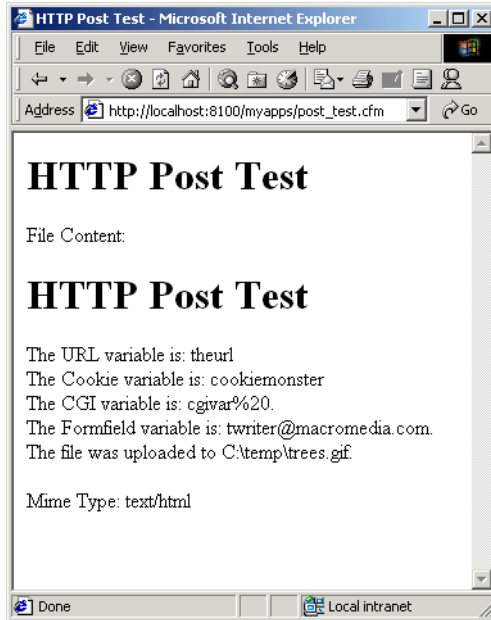 HTTP Post Test - Microsoft Internet Explorer
File Edit View Favorites Tools Help
Address http://localhost:8100/myapps/post_test.cfm Go
HTTP Post Test
File Content:
HTTP Post Test
The URL variable is: theurl
The Cookie variable is: cookiemonster
The CGI variable is: cgivar%20.
The Formfield variable is: twriter@macromedia.com.
The file was uploaded to C:\temp\trees.gif.
Mime Type: text/html
Done Local intranet